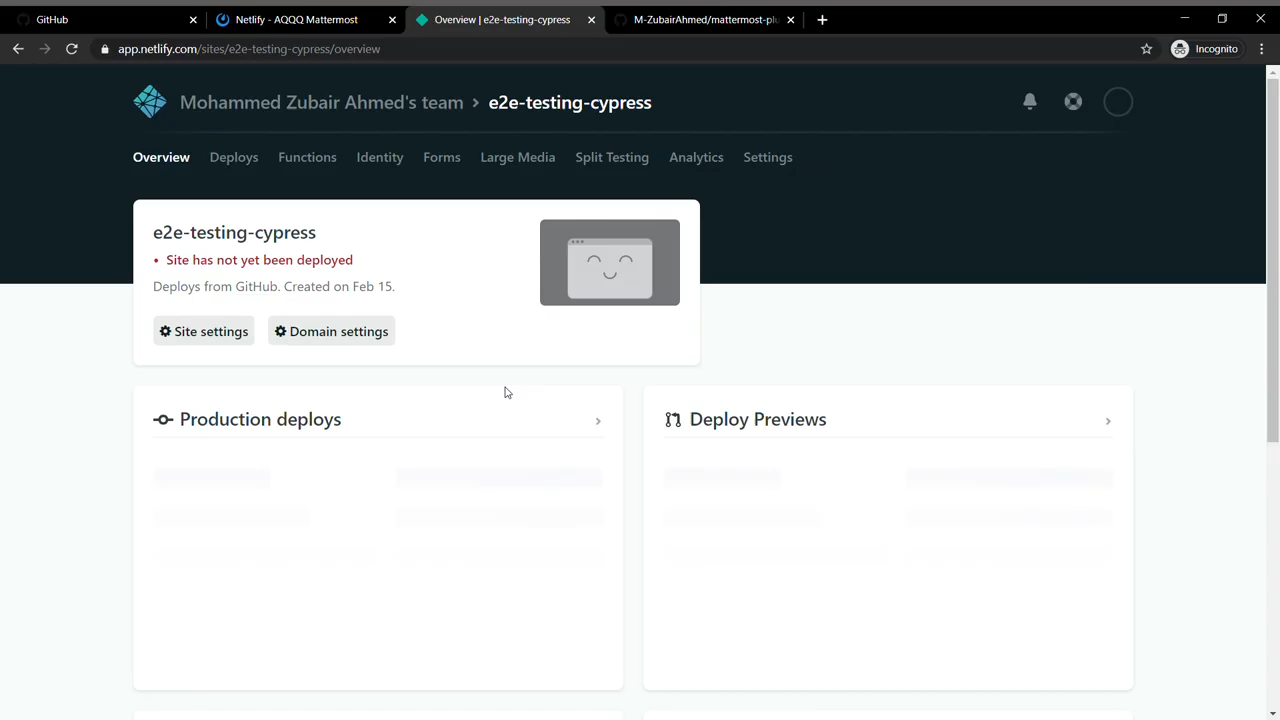 GitHub
Netlify - AQQQ Mattermost
Overview | e2e-testing-cypress
M-ZubairAhmed/mattermost-plu
app.netlify.com/sites/e2e-testing-cypress/overview
Incognito
Mohammed Zubair Ahmed's team › e2e-testing-cypress
Overview Deploys Functions Identity Forms Large Media Split Testing Analytics Settings
e2e-testing-cypress
• Site has not yet been deployed
Deploys from GitHub. Created on Feb 15.
Site settings
Domain settings
Production deploys
Deploy Previews